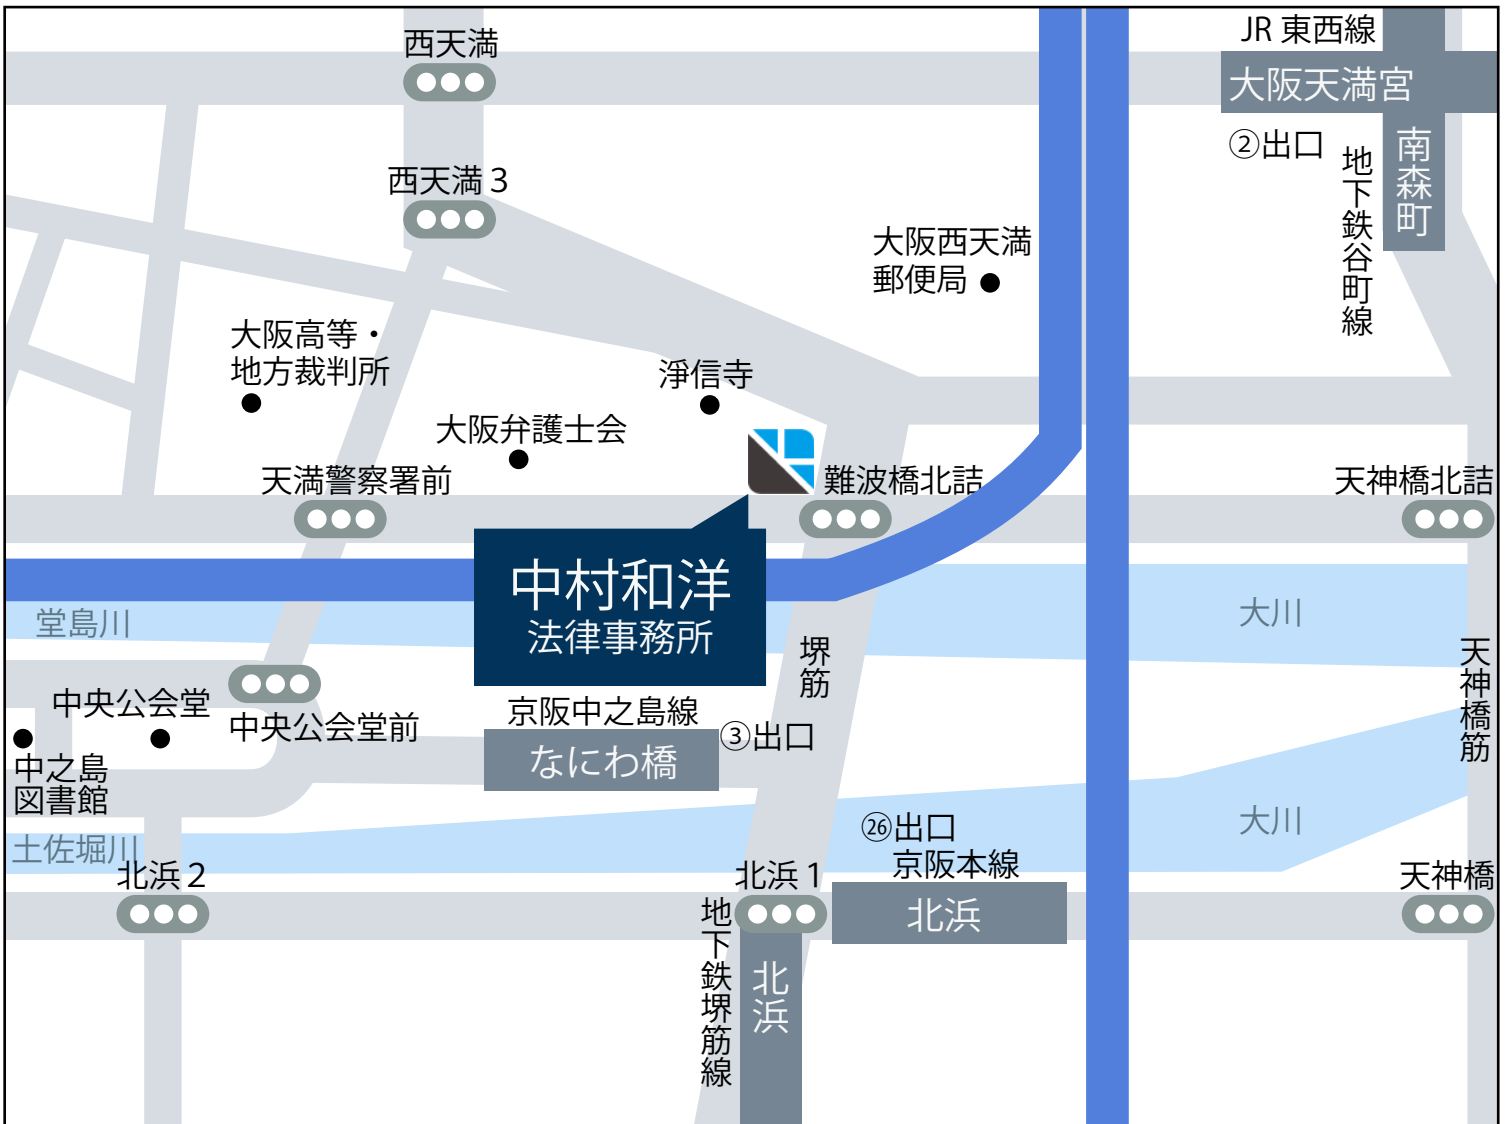 西天満
JR 東西線
大阪天満宮
②出口
南森町
地下鉄谷町線
西天満 3
大阪西天満
郵便局
大阪高等・
地方裁判所
淨信寺
大阪弁護士会
天満警察署前
難波橋北詰
天神橋北詰
中村和洋
法律事務所
堂島川
大川
堺筋
天神橋筋
中央公会堂
中央公会堂前
京阪中之島線
③出口
なにわ橋
中之島
図書館
大川
土佐堀川
㉖出口
京阪本線
北浜 2
北浜 1
北浜
天神橋
地下鉄堺筋線
北浜